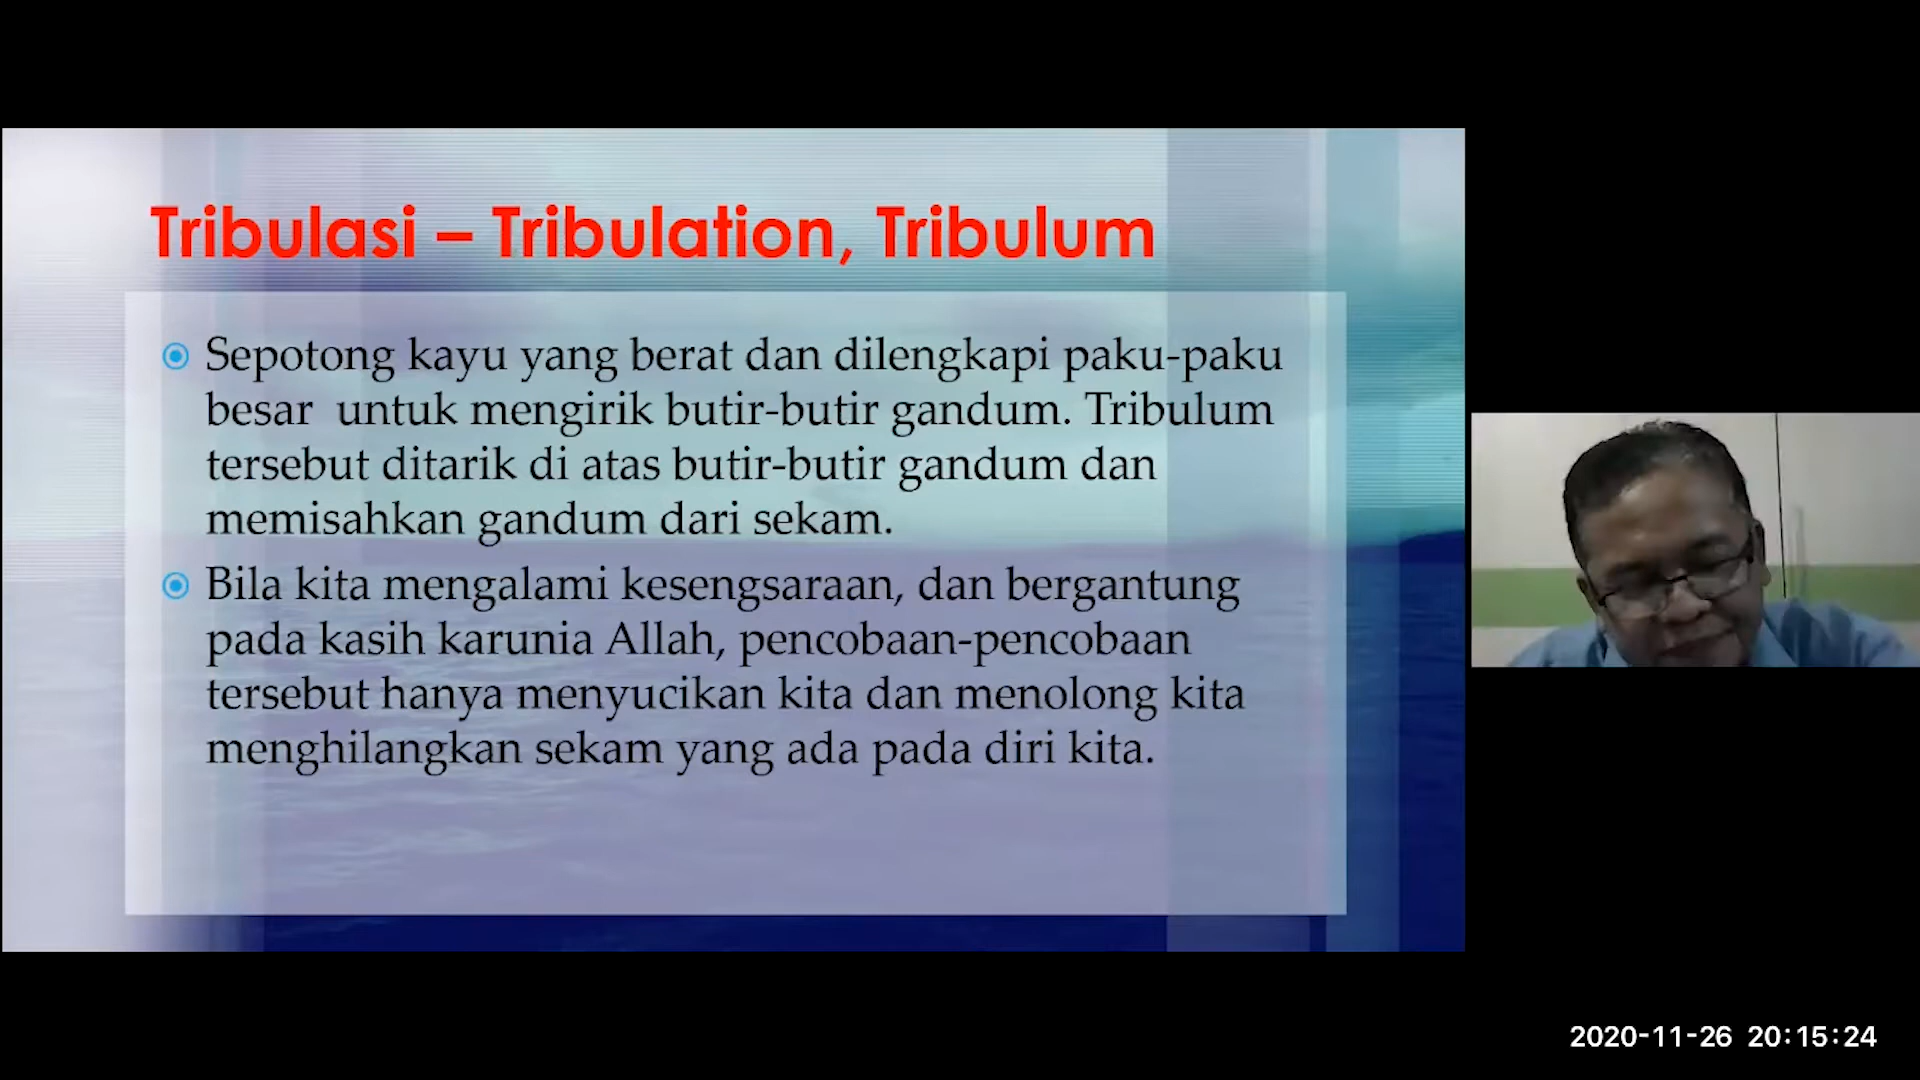 Tribulasi – Tribulation, Tribulum
Sepotong kayu yang berat dan dilengkapi paku-paku
besar untuk mengirik butir-butir gandum. Tribulum
tersebut ditarik di atas butir-butir gandum dan
memisahkan gandum dari sekam.
Bila kita mengalami kesengsaraan, dan bergantung
pada kasih karunia Allah, pencobaan-pencobaan
tersebut hanya menyucikan kita dan menolong kita
menghilangkan sekam yang ada pada diri kita.
2020-11-26 20:15:24